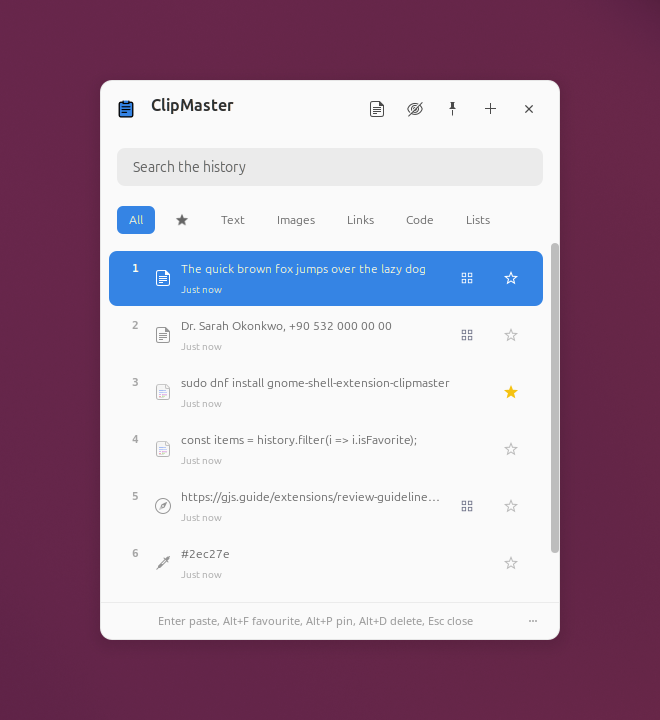 ClipMaster
Search the history
All
Text
Images
Links
Code
Lists
1
The quick brown fox jumps over the lazy dog
Just now
2
Dr. Sarah Okonkwo, +90 532 000 00 00
Just now
3
sudo dnf install gnome-shell-extension-clipmaster
Just now
4
const items = history.filter(i => i.isFavorite);
Just now
5
https://gjs.guide/extensions/review-guideline…
Just now
6
#2ec27e
Just now
Enter paste, Alt+F favourite, Alt+P pin, Alt+D delete, Esc close